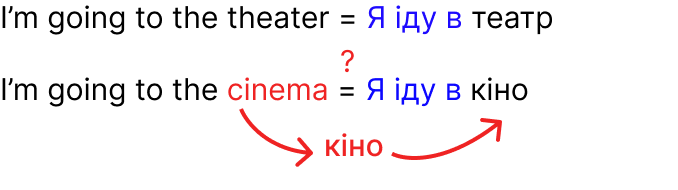 I’m going to the theater = Я іду в театр
?
I’m going to the cinema = Я іду в кіно
кіно